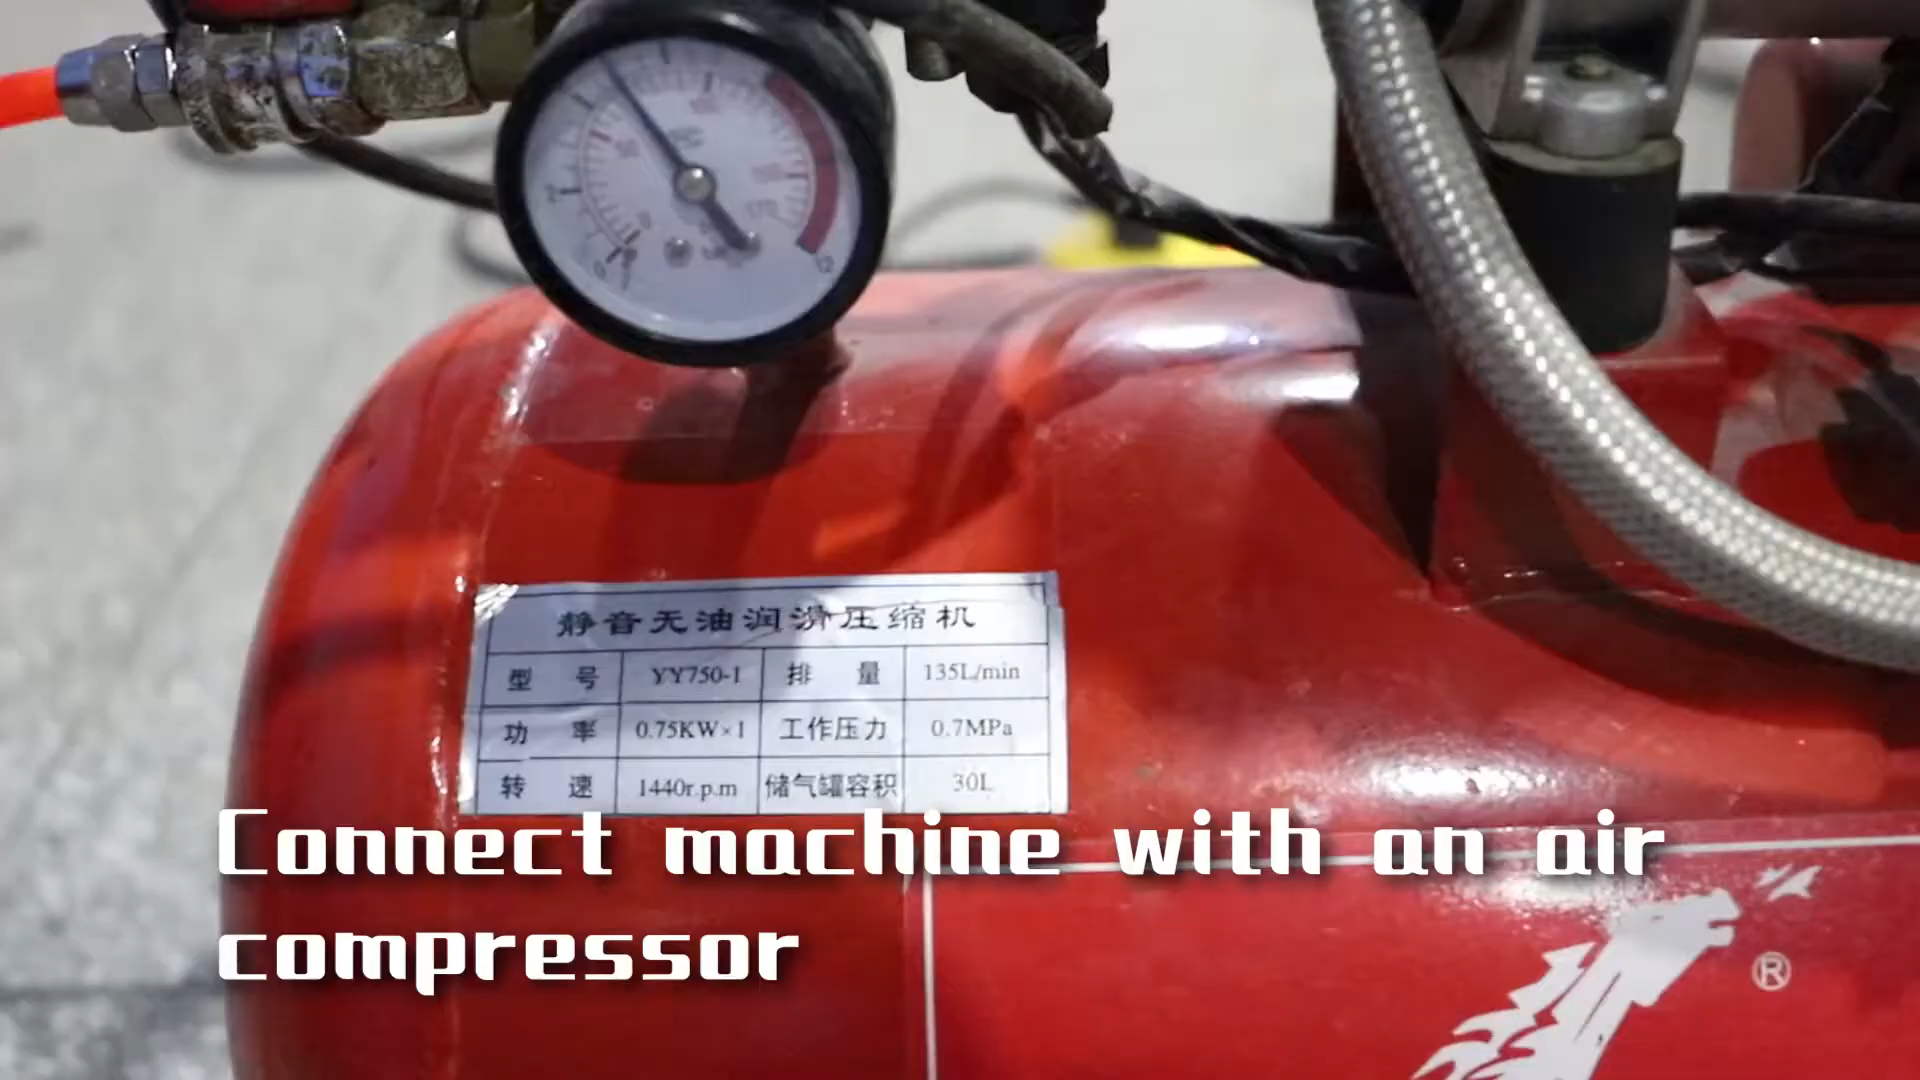 静音无油润滑压缩机
型号 YY750-1 排量 135L/min
功率 0.75KW×1 工作压力 0.7MPa
转速 1440r.p.m 储气罐容积 30L
Connect machine with an air
compressor
®